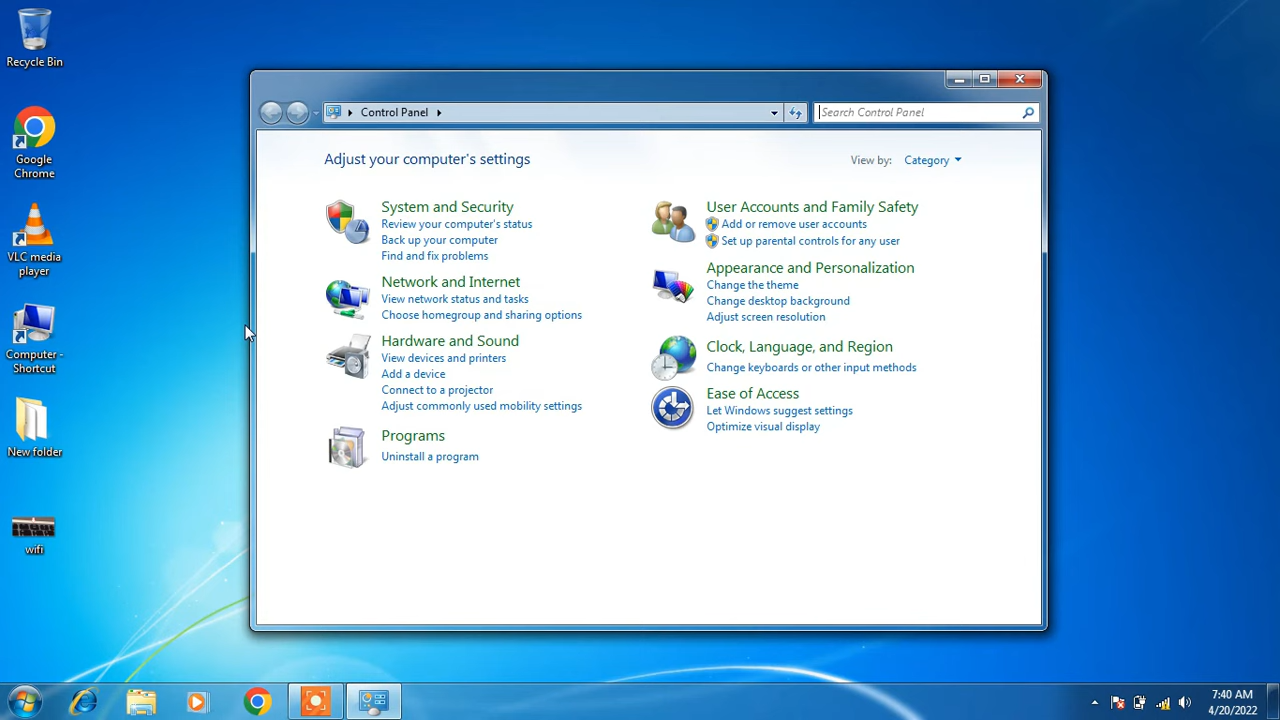 Recycle Bin
Google
Chrome
VLC media
player
Computer -
Shortcut
New folder
wifi
Control Panel
Search Control Panel
Adjust your computer's settings
View by: Category
System and Security
Review your computer's status
Back up your computer
Find and fix problems
Network and Internet
View network status and tasks
Choose homegroup and sharing options
Hardware and Sound
View devices and printers
Add a device
Connect to a projector
Adjust commonly used mobility settings
Programs
Uninstall a program
User Accounts and Family Safety
Add or remove user accounts
Set up parental controls for any user
Appearance and Personalization
Change the theme
Change desktop background
Adjust screen resolution
Clock, Language, and Region
Change keyboards or other input methods
Ease of Access
Let Windows suggest settings
Optimize visual display
7:40 AM
4/20/2022